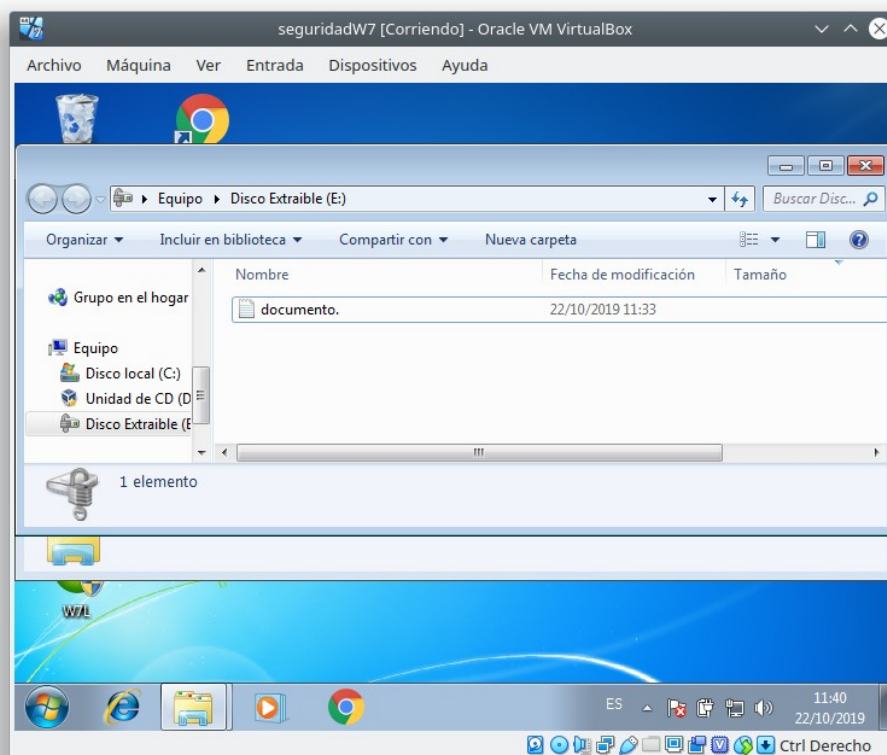 seguridadW7 [Corriendo] - Oracle VM VirtualBox
Archivo Máquina Ver Entrada Dispositivos Ayuda
Equipo Disco Extraible (E:) Buscar Disc...
Organizar Incluir en biblioteca Compartir con Nueva carpeta
Nombre Fecha de modificación Tamaño
Grupo en el hogar
documento. 22/10/2019 11:33
Equipo
Disco local (C:)
Unidad de CD (D
Disco Extraible (E
1 elemento
W7L
ES 11:40
22/10/2019
Ctrl Derecho